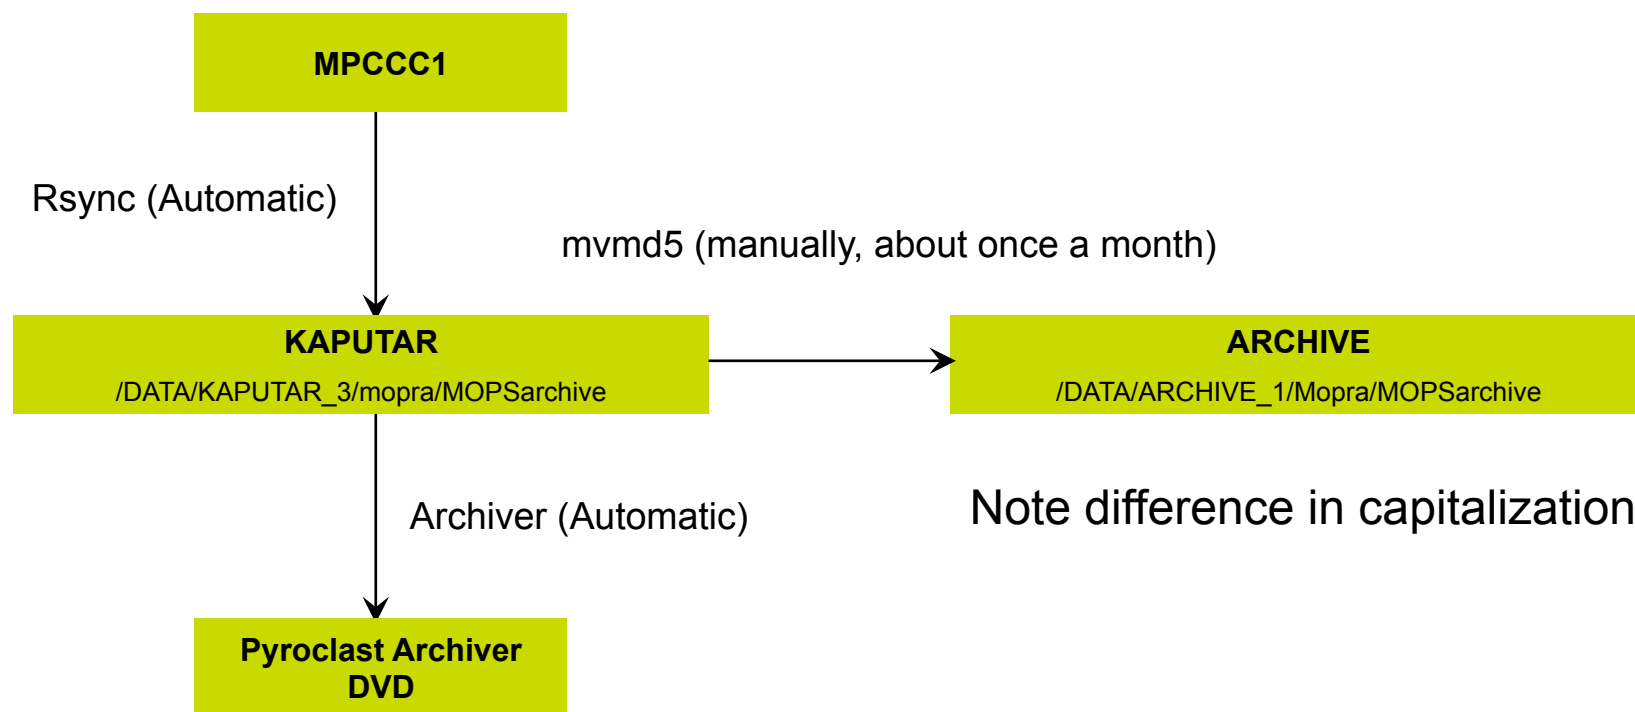 MPCCC1
Rsync (Automatic)
mvmd5 (manually, about once a month)
KAPUTAR
/DATA/KAPUTAR_3/mopra/MOPSarchive
ARCHIVE
/DATA/ARCHIVE_1/Mopra/MOPSarchive
Archiver (Automatic)
Note difference in capitalization
Pyroclast Archiver
DVD